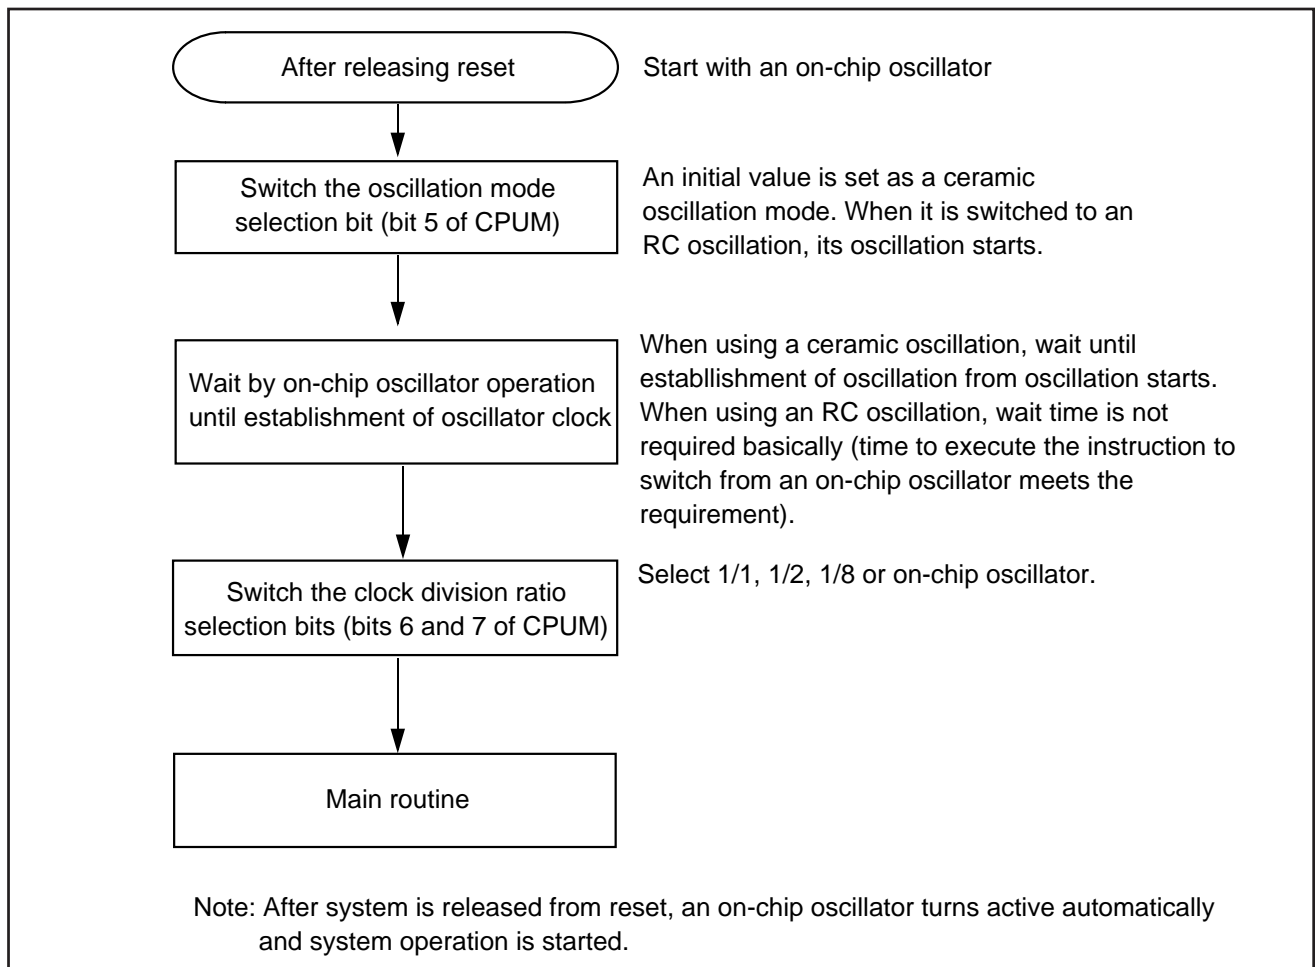 After releasing reset
Start with an on-chip oscillator
Switch the oscillation mode
selection bit (bit 5 of CPUM)
An initial value is set as a ceramic
oscillation mode. When it is switched to an
RC oscillation, its oscillation starts.
Wait by on-chip oscillator operation
until establishment of oscillator clock
When using a ceramic oscillation, wait until
establlishment of oscillation from oscillation starts.
When using an RC oscillation, wait time is not
required basically (time to execute the instruction to
switch from an on-chip oscillator meets the
requirement).
Switch the clock division ratio
selection bits (bits 6 and 7 of CPUM)
Select 1/1, 1/2, 1/8 or on-chip oscillator.
Main routine
Note: After system is released from reset, an on-chip oscillator turns active automatically
and system operation is started.